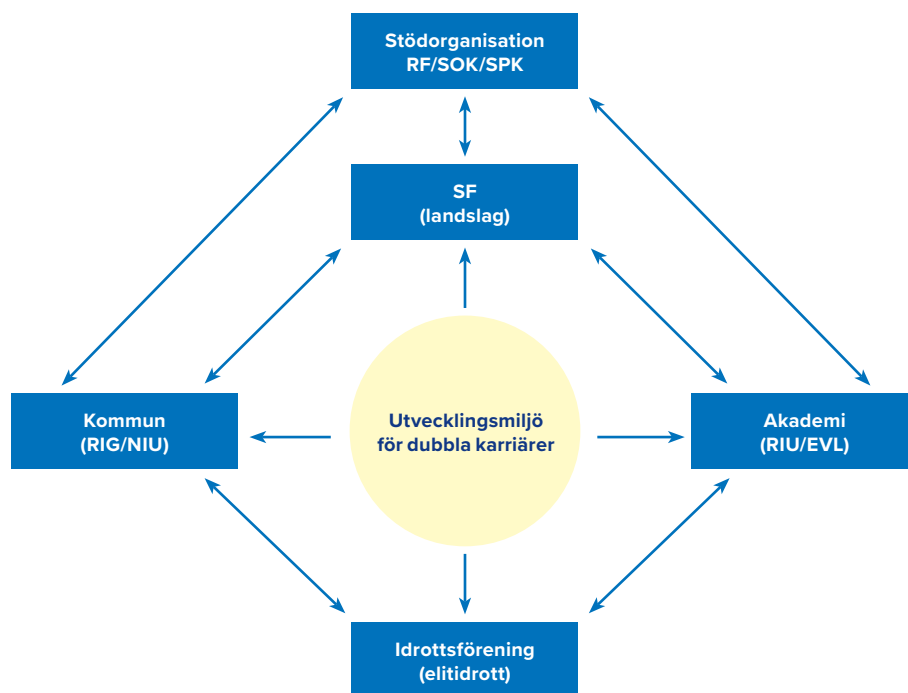 Stödorganisation
RF/SOK/SPK
SF
(landslag)
Kommun
(RIG/NIU)
Utvecklingsmiljö
för dubbla karriärer
Akademi
(RIU/EVL)
Idrottsförening
(elitidrott)